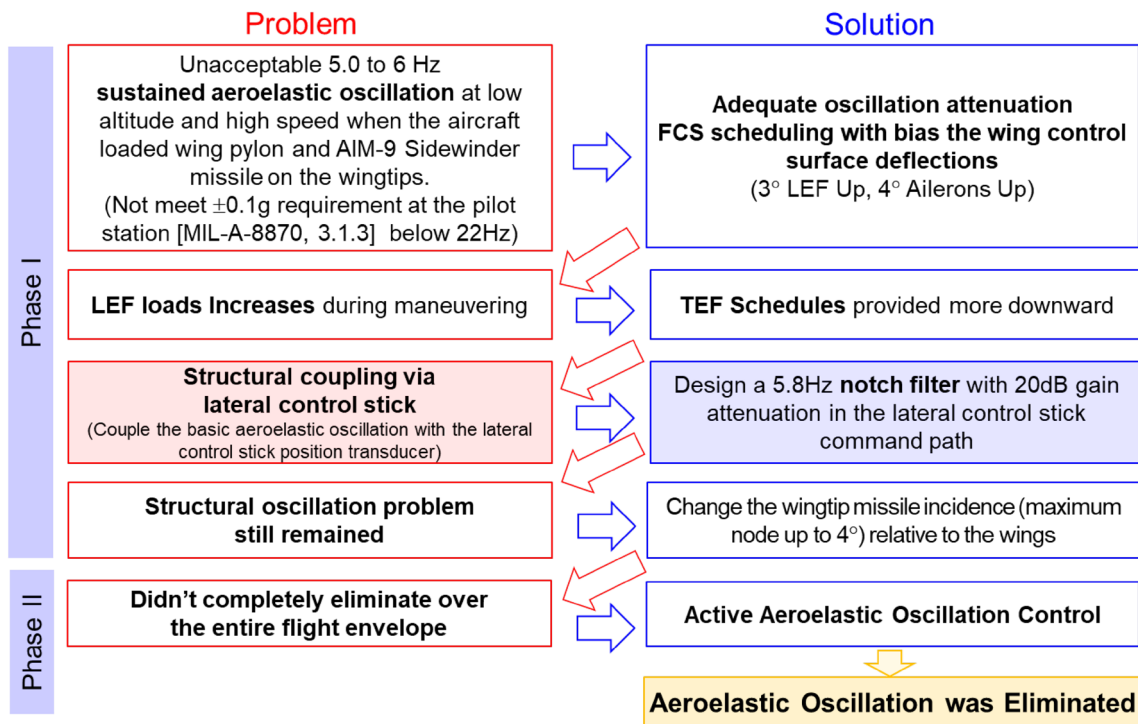 Problem
Solution
Phase I
Unacceptable 5.0 to 6 Hz
sustained aeroelastic oscillation at low
altitude and high speed when the aircraft
loaded wing pylon and AIM-9 Sidewinder
missile on the wingtips.
(Not meet ±0.1g requirement at the pilot
station [MIL-A-8870, 3.1.3] below 22Hz)
Adequate oscillation attenuation
FCS scheduling with bias the wing control
surface deflections
(3° LEF Up, 4° Ailerons Up)
LEF loads Increases during maneuvering
TEF Schedules provided more downward
Structural coupling via
lateral control stick
(Couple the basic aeroelastic oscillation with the lateral
control stick position transducer)
Design a 5.8Hz notch filter with 20dB gain
attenuation in the lateral control stick
command path
Structural oscillation problem
still remained
Change the wingtip missile incidence (maximum
node up to 4°) relative to the wings
Phase II
Didn't completely eliminate over
the entire flight envelope
Active Aeroelastic Oscillation Control
Aeroelastic Oscillation was Eliminated